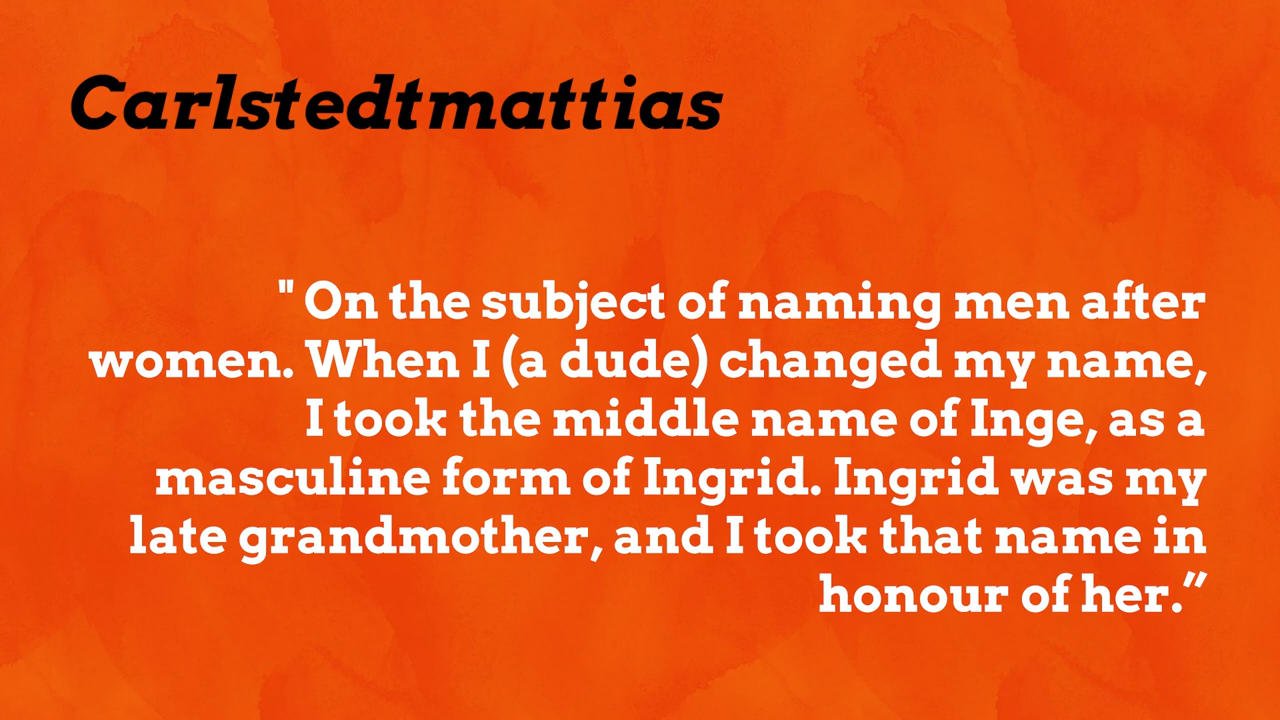 Carlstedtmattias
" On the subject of naming men after
women. When I (a dude) changed my name,
I took the middle name of Inge, as a
masculine form of Ingrid. Ingrid was my
late grandmother, and I took that name in
honour of her.”